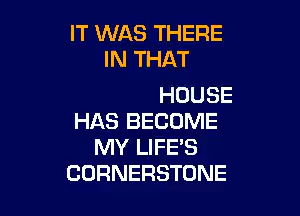 IT WAS THERE
IN THAT
HOUSE
HAS BECOME
MY LIFE'S
CORNERSTONE